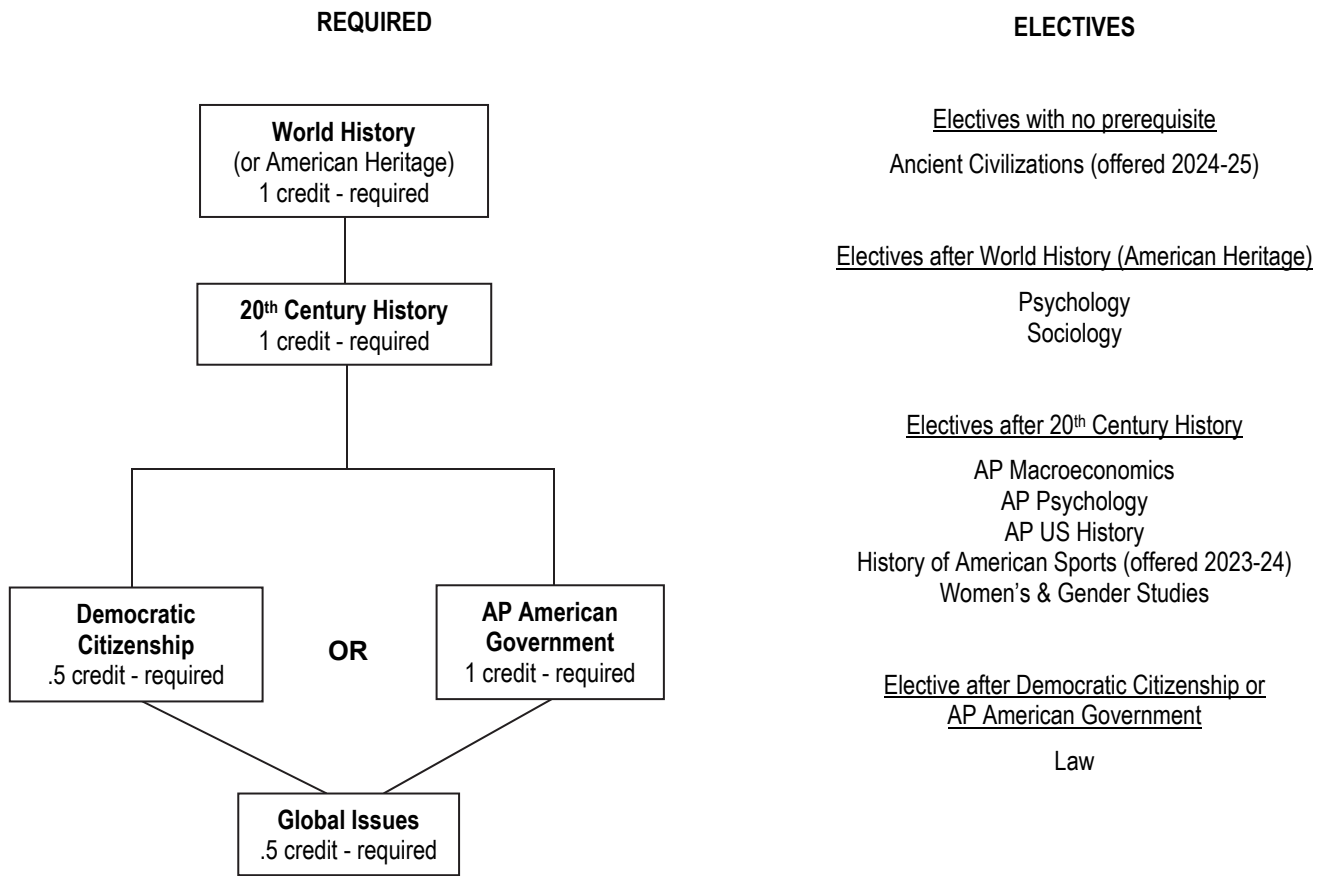 REQUIRED
World History
(or American Heritage)
1 credit - required
20th Century History
1 credit - required
Democratic
Citizenship
.5 credit - required
OR
AP American
Government
1 credit - required
Global Issues
.5 credit - required
ELECTIVES
Electives with no prerequisite
Ancient Civilizations (offered 2024-25)
Electives after World History (American Heritage)
Psychology
Sociology
Electives after 20th Century History
AP Macroeconomics
AP Psychology
AP US History
History of American Sports (offered 2023-24)
Women's & Gender Studies
Elective after Democratic Citizenship or
AP American Government
Law